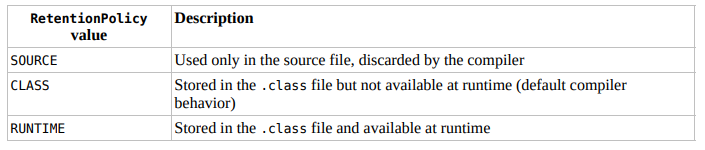 RetentionPolicy Description
value
SOURCE Used only in the source file, discarded by the compiler
CLASS Stored in the .class file but not available at runtime (default compiler
behavior)
RUNTIME Stored in the .class file and available at runtime